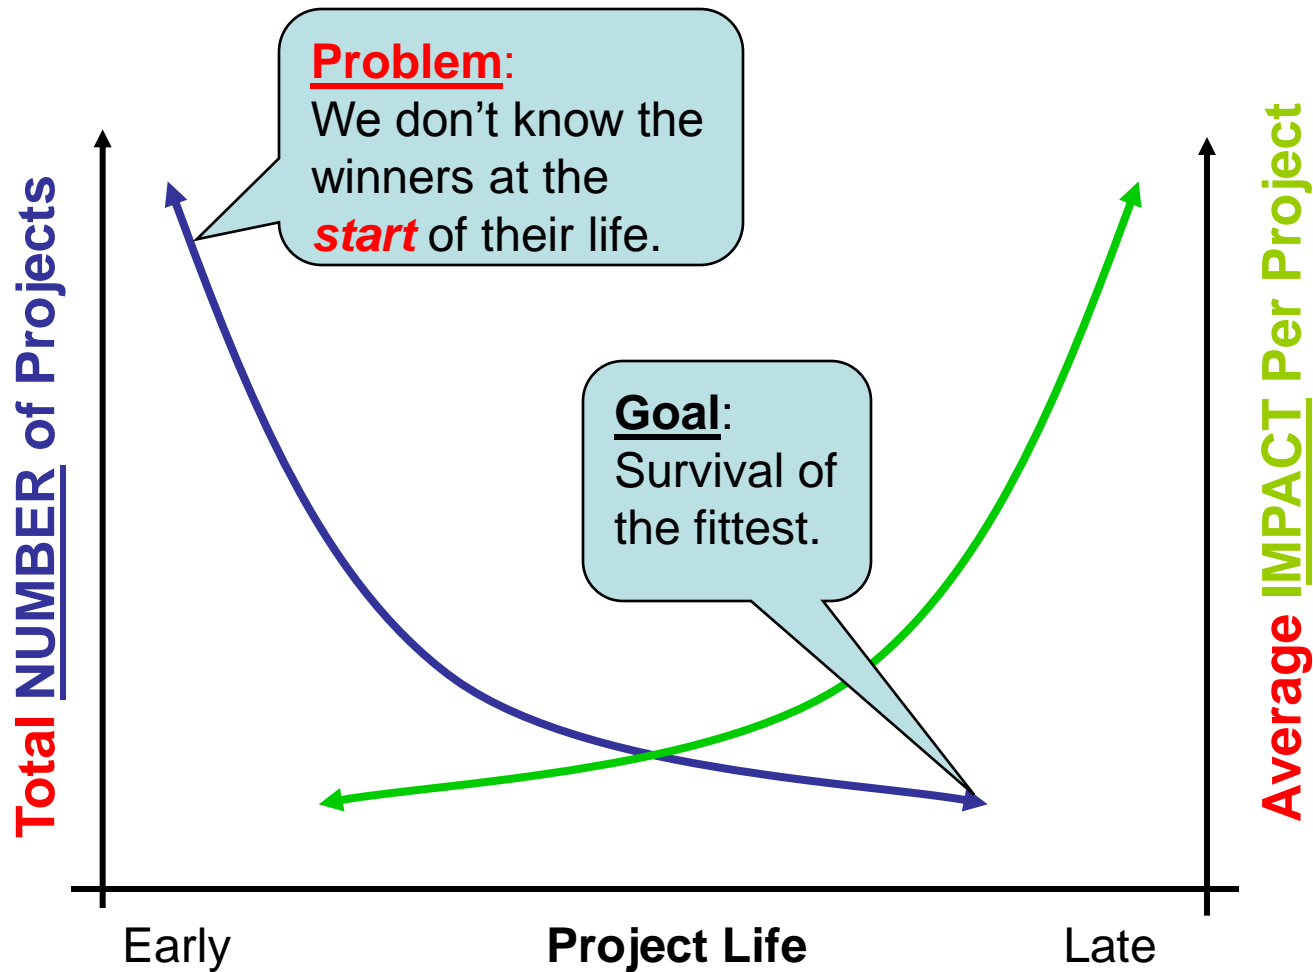 Problem:
We don’t know the
winners at the
start of their life.
Total NUMBER of Projects
Goal:
Survival of
the fittest.
Average IMPACT Per Project
Early
Project Life
Late